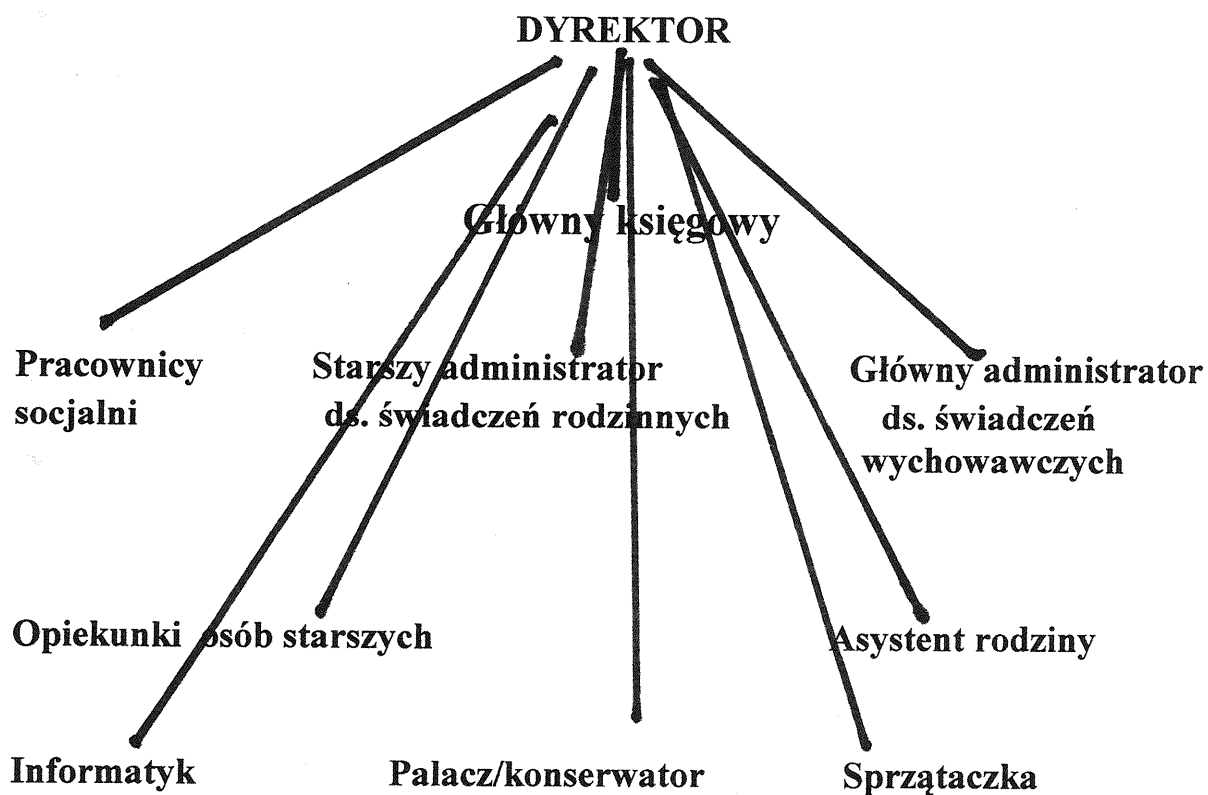 DYREKTOR
Główny księgowy
Pracownicy
socjalni
Starszy administrator
ds. świadczeń rodzinnych
Główny administrator
ds. świadczeń
wychowawczych
Opiekunki osób starszych
Asystent rodziny
Informatyk
Palacz/konserwator
Sprzątaczka